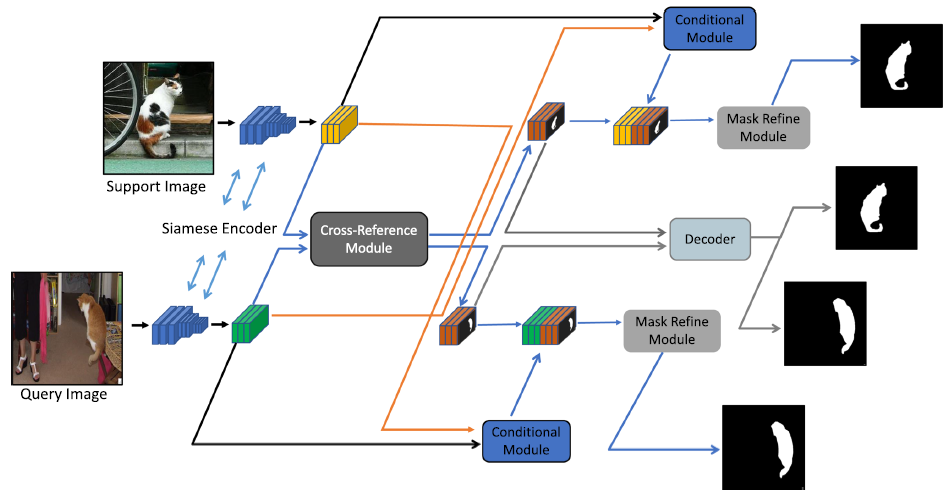 Conditional
Module
Mask Refine
Module
Support Image
Siamese Encoder
Cross-Reference
Module
Decoder
Mask Refine
Module
Query Image
Conditional
Module